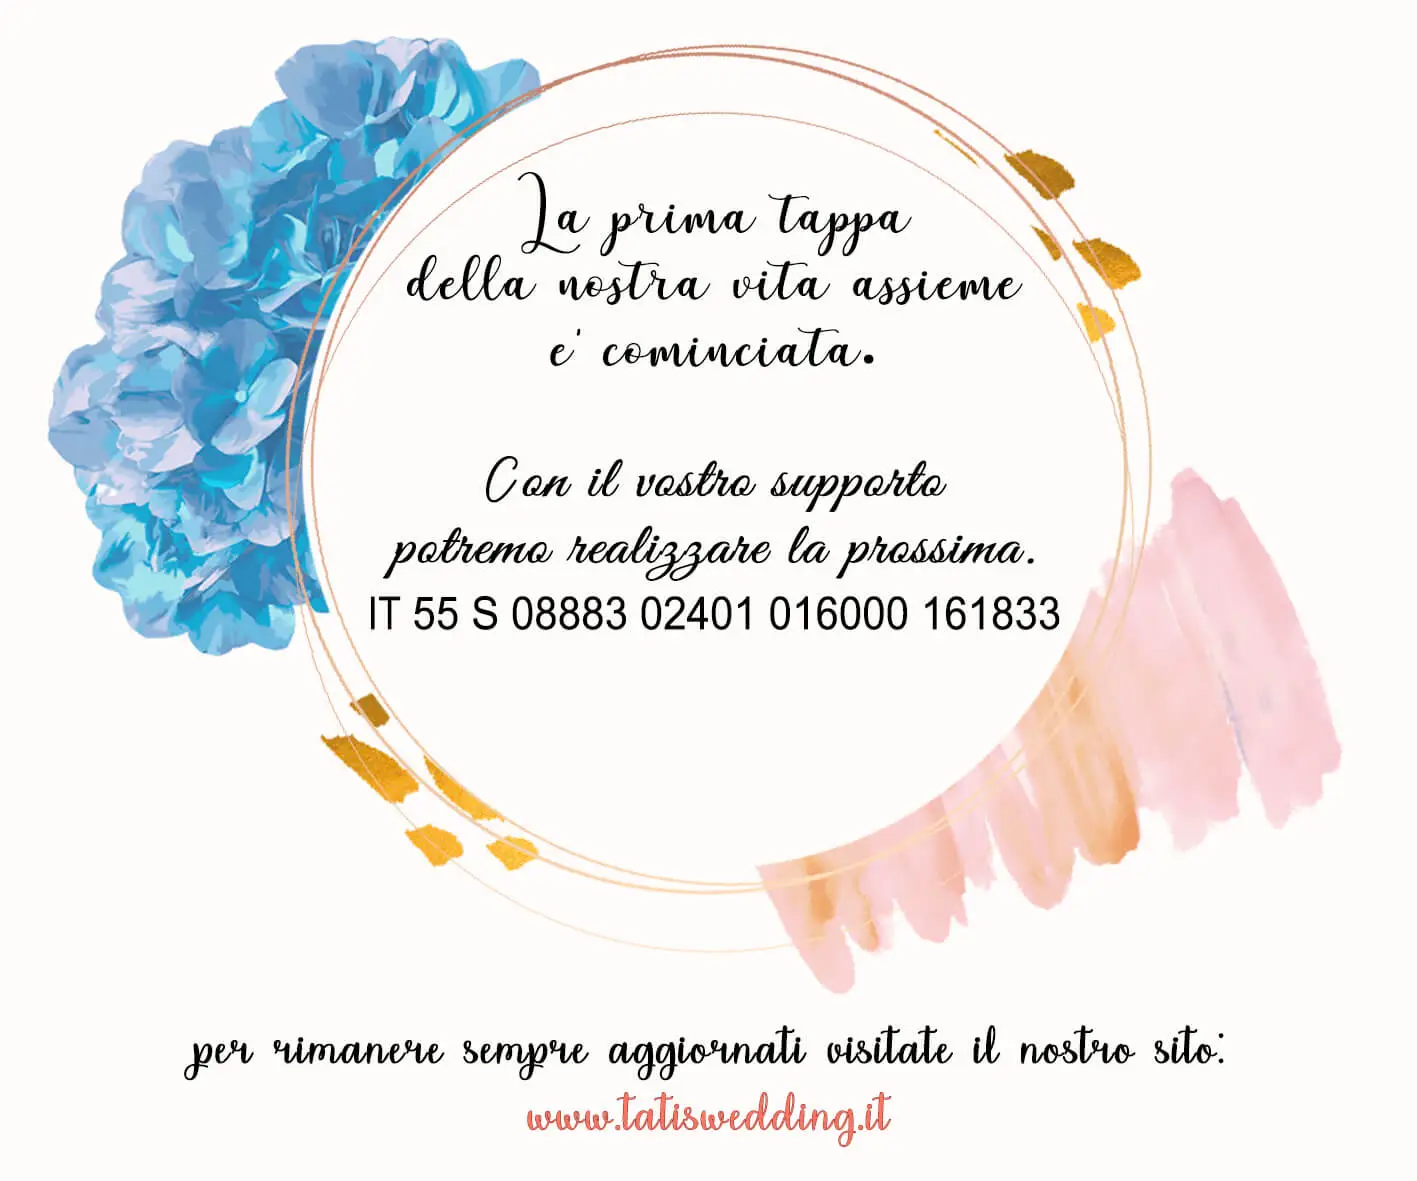 La prima tappa
della nostra vita assieme
e' cominciata.
Con il vostro supporto
potremo realizzare la prossima.
IT 55 S 08883 02401 016000 161833
per rimanere sempre aggiornati visitate il nostro sito:
www.tatiswedding.it